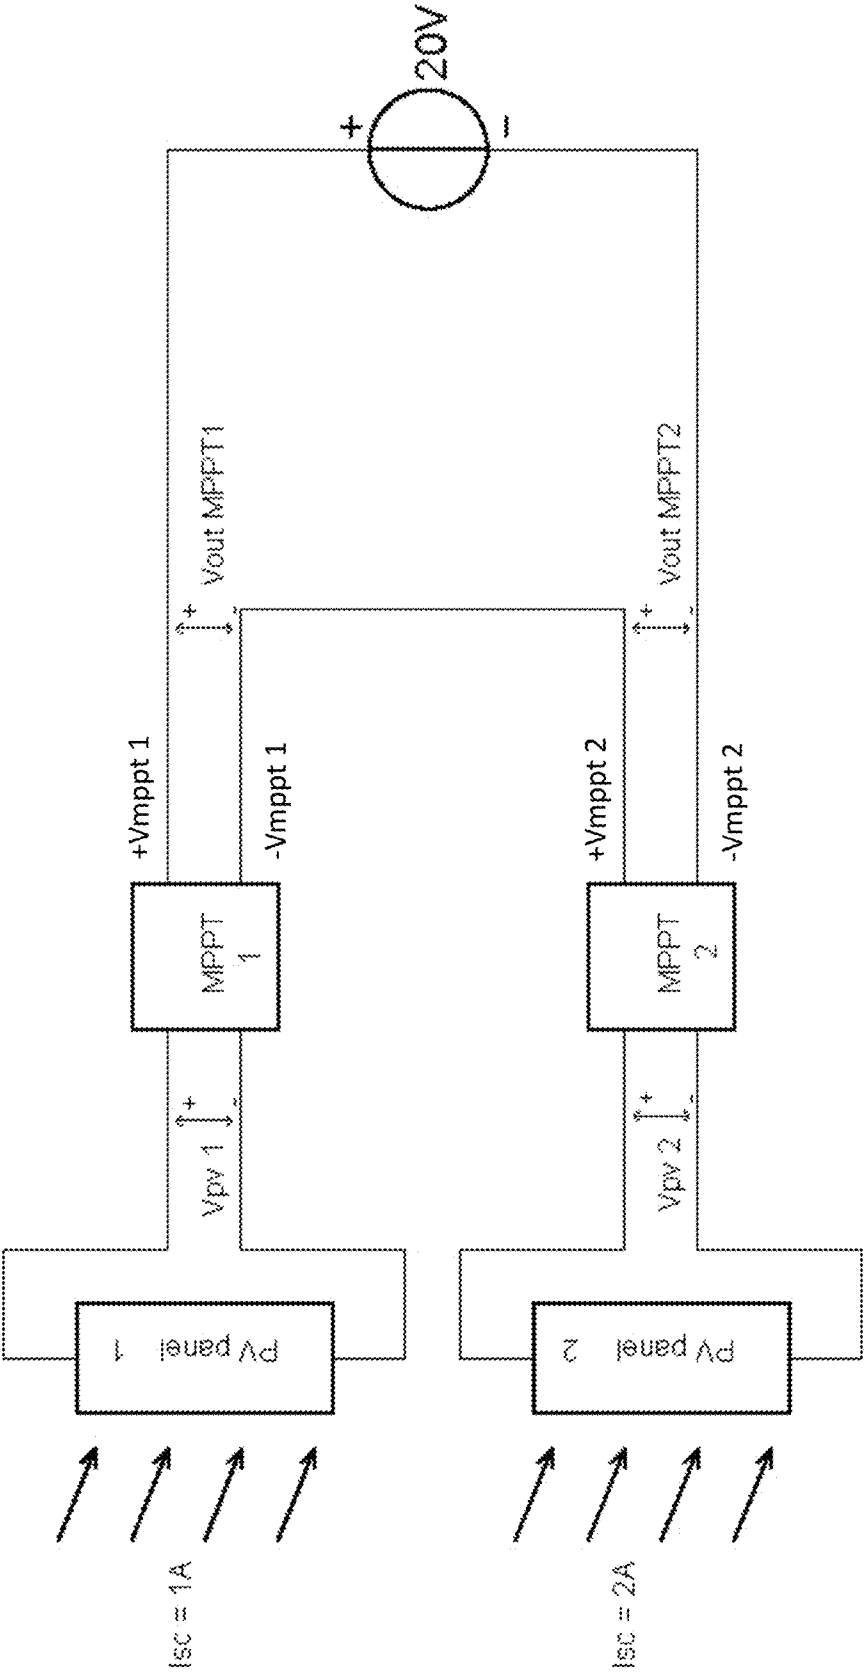 Isc = 1A
PV panel
1
Vpv 1
+
-
MPPT
1
+Vmppt 1
-Vmppt 1
+
-
Vout MPPT1
+
20V
-
Isc = 2A
PV panel
2
Vpv 2
+
-
MPPT
2
+Vmppt 2
-Vmppt 2
+
-
Vout MPPT2